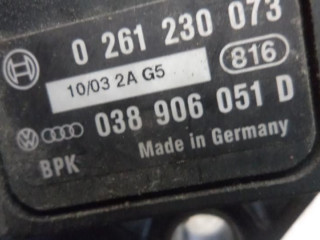 0 261 230 073
10/03 2A G5 816
038 906 051 D
BPK Made in Germany